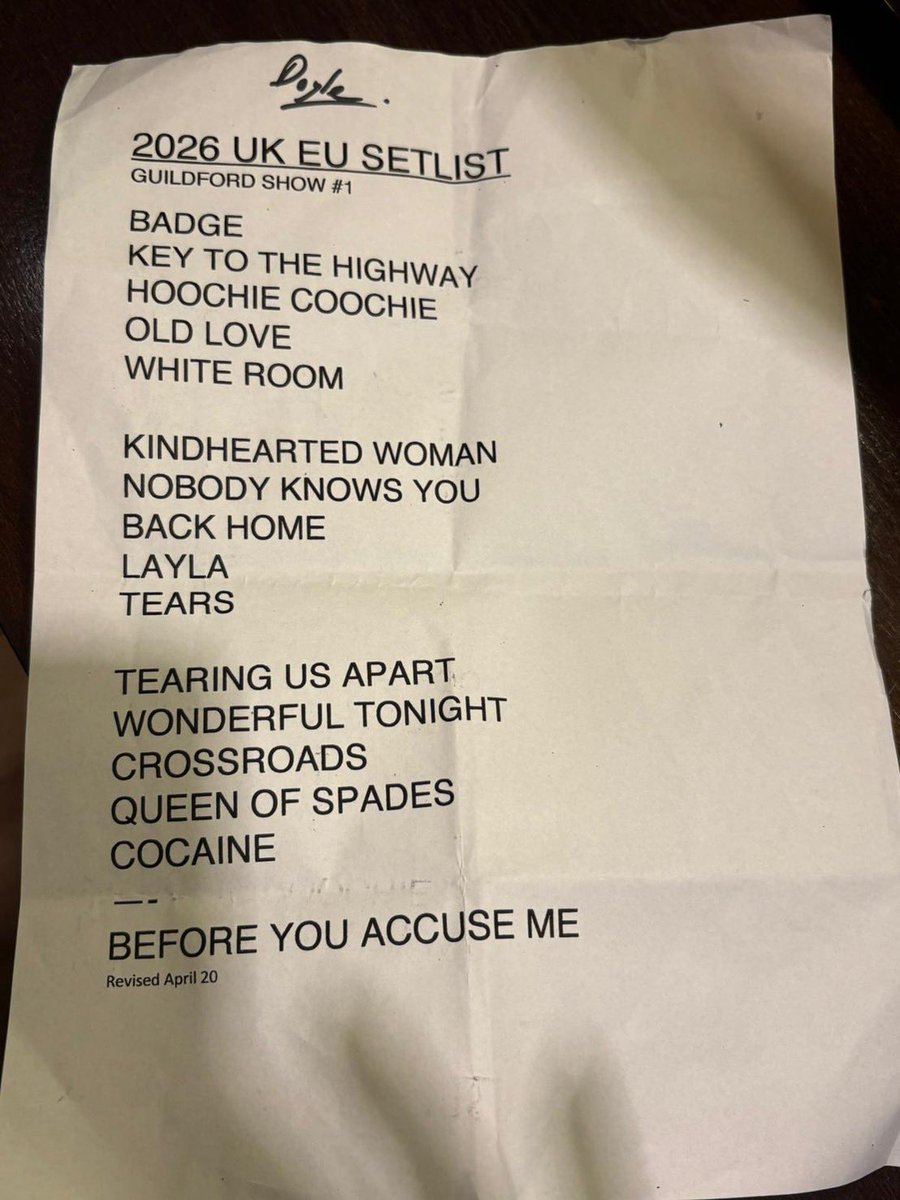 Doyle.
2026 UK EU SETLIST
GUILDFORD SHOW #1
BADGE
KEY TO THE HIGHWAY
HOOCHIE COOCHIE
OLD LOVE
WHITE ROOM
KINDHEARTED WOMAN
NOBODY KNOWS YOU
BACK HOME
LAYLA
TEARS
TEARING US APART
WONDERFUL TONIGHT
CROSSROADS
QUEEN OF SPADES
COCAINE
—-
BEFORE YOU ACCUSE ME
Revised April 20